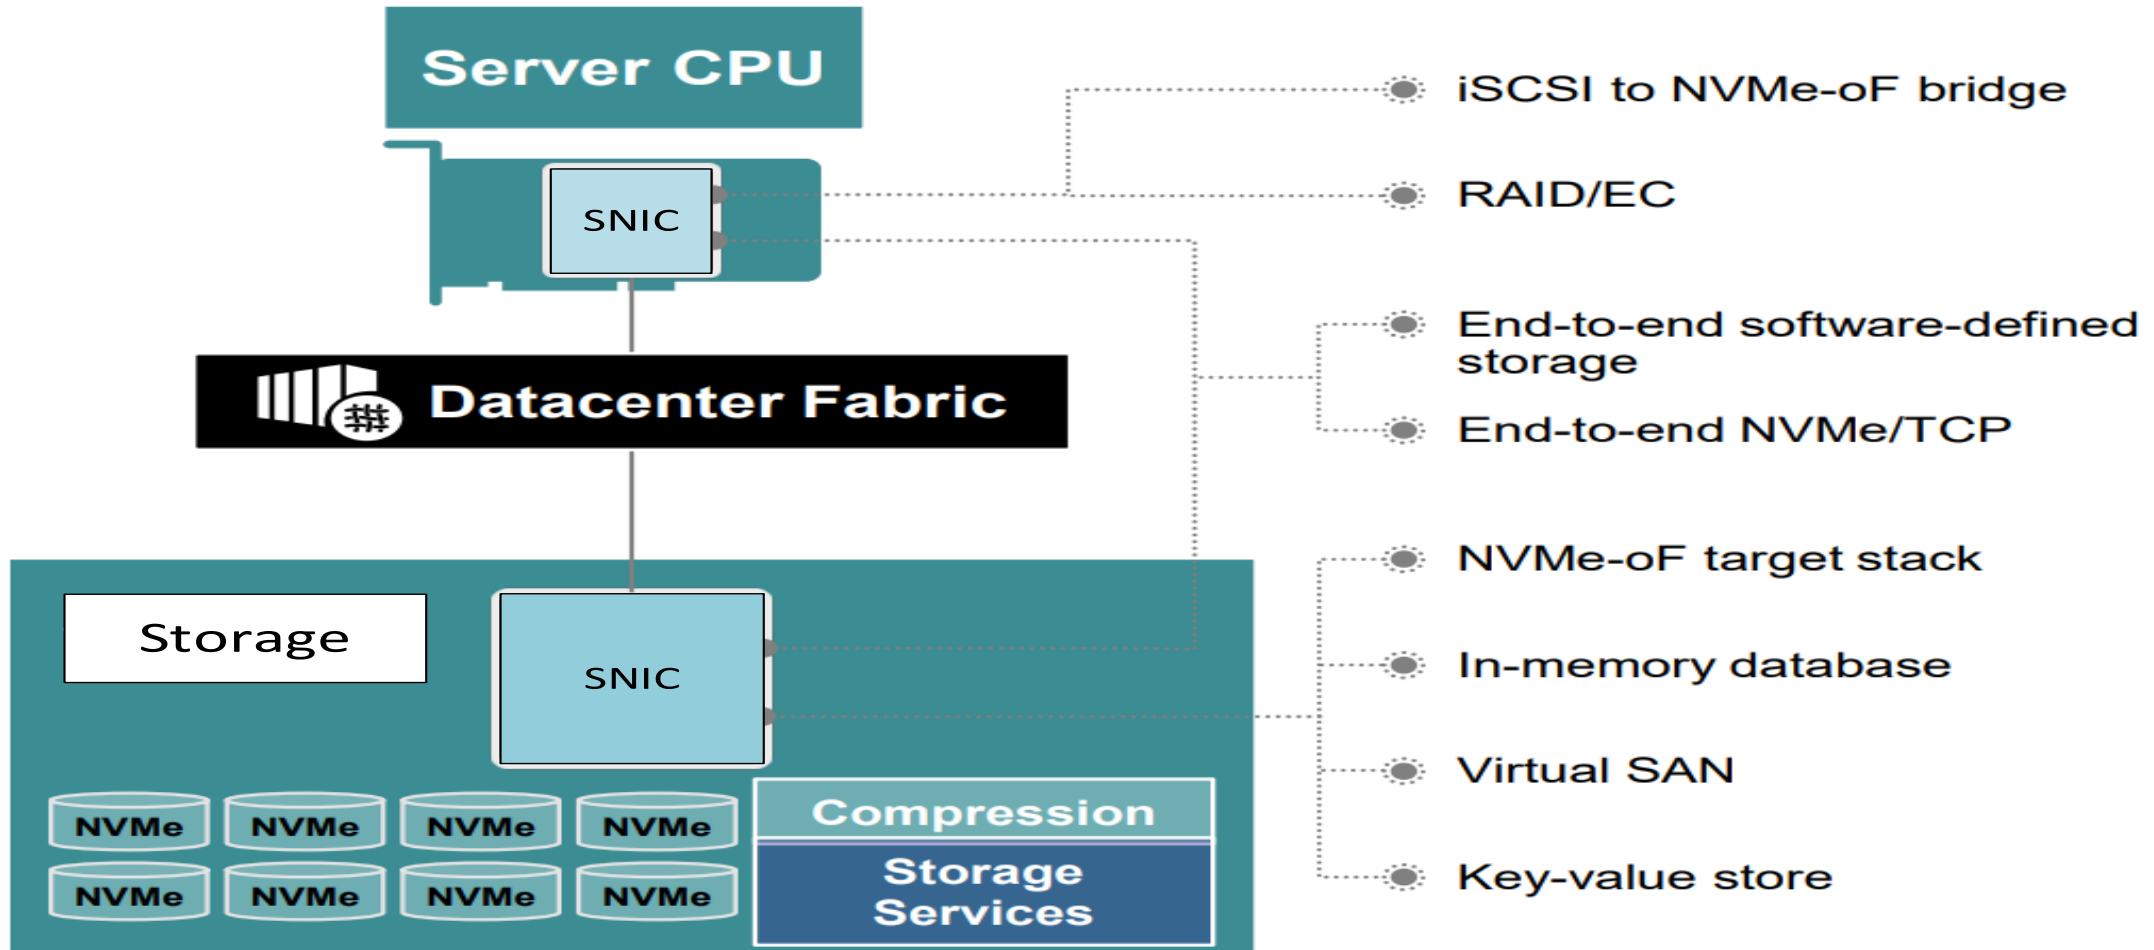 Server CPU
SNIC
Datacenter Fabric
Storage
SNIC
NVMe NVMe NVMe NVMe
NVMe NVMe NVMe NVMe
Compression
Storage
Services
iSCSI to NVMe-oF bridge
RAID/EC
End-to-end software-defined
storage
End-to-end NVMe/TCP
NVMe-oF target stack
In-memory database
Virtual SAN
Key-value store